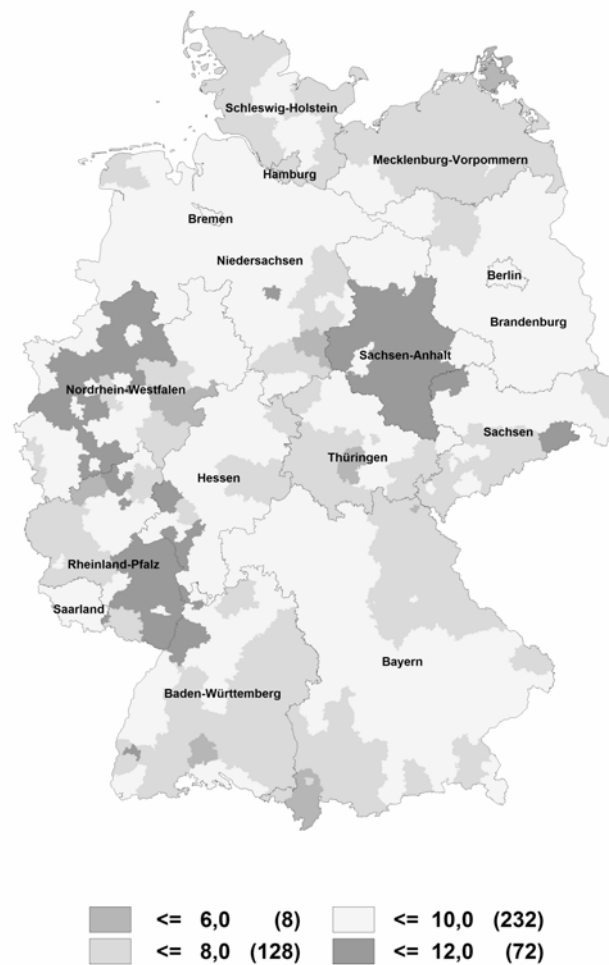 Schleswig-Holstein
Mecklenburg-Vorpommern
Hamburg
Bremen
Niedersachsen
Berlin
Brandenburg
Sachsen-Anhalt
Nordrhein-Westfalen
Sachsen
Thüringen
Hessen
Rheinland-Pfalz
Saarland
Bayern
Baden-Württemberg
<= 6,0 (8) <= 10,0 (232)
<= 8,0 (128) <= 12,0 (72)